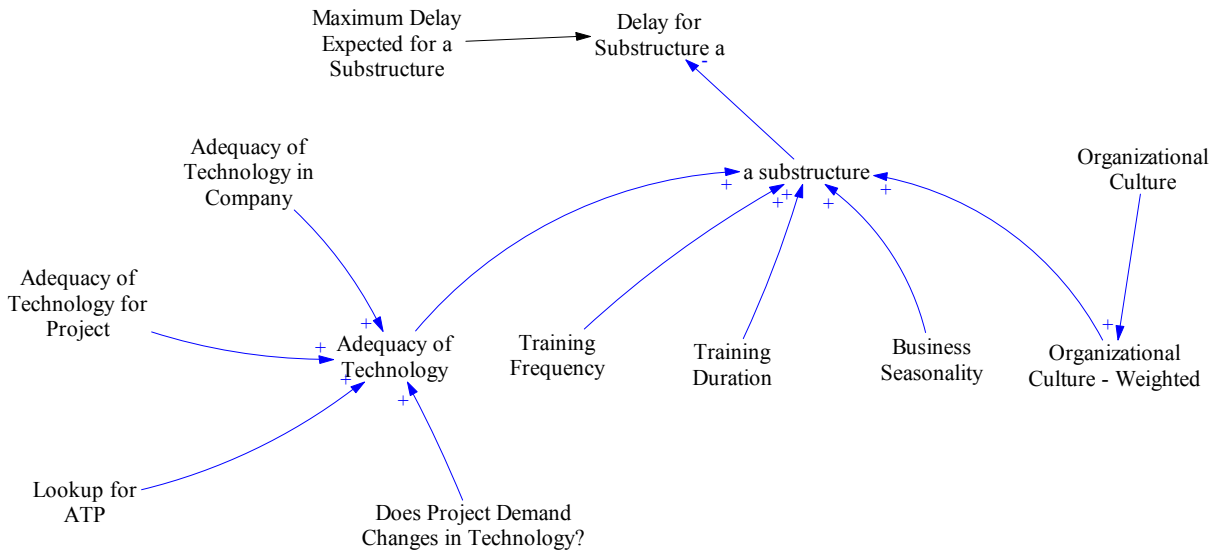 Maximum Delay
Expected for a
Substructure
Delay for
Substructure a
-
Adequacy of
Technology in
Company
a substructure
+
+
+
+
+
Organizational
Culture
Adequacy of
Technology for
Project
+
+
+
+
Adequacy of
Technology
Training
Frequency
Training
Duration
Business
Seasonality
+
Organizational
Culture - Weighted
Lookup for
ATP
Does Project Demand
Changes in Technology?